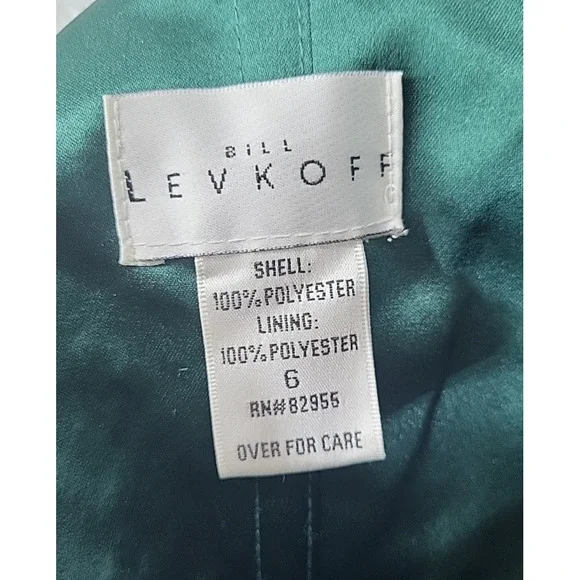 BiLL
LEVKOFF
SHELL:
100% POLYESTER
LINING:
100% POLYESTER
6
RN#82955
OVER FOR CARE